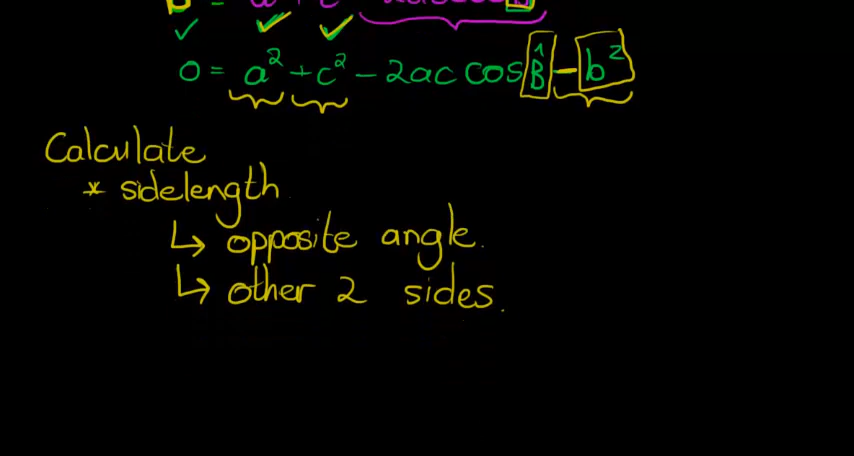 0 = a² + c² - 2ac cos B̂ - b²
Calculate
* sidelength
↳ opposite angle.
↳ other 2 sides.